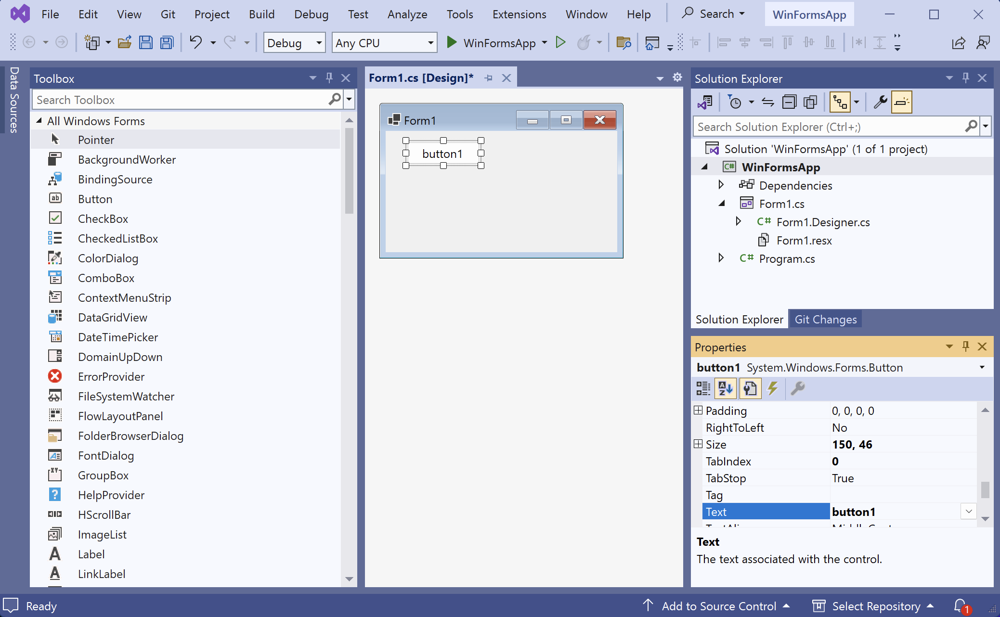 File Edit View Git Project Build Debug Test Analyze Tools Extensions Window Help Search WinFormsApp
Debug Any CPU WinFormsApp
Data Sources
Toolbox
Search Toolbox
All Windows Forms
Pointer
BackgroundWorker
BindingSource
Button
CheckBox
CheckedListBox
ColorDialog
ComboBox
ContextMenuStrip
DataGridView
DateTimePicker
DomainUpDown
ErrorProvider
FileSystemWatcher
FlowLayoutPanel
FolderBrowserDialog
FontDialog
GroupBox
HelpProvider
HScrollBar
ImageList
Label
LinkLabel
Form1.cs [Design]*
Form1
button1
Solution Explorer
Search Solution Explorer (Ctrl+;)
Solution 'WinFormsApp' (1 of 1 project)
C# WinFormsApp
Dependencies
Form1.cs
C# Form1.Designer.cs
Form1.resx
C# Program.cs
Solution Explorer Git Changes
Properties
button1 System.Windows.Forms.Button
Padding 0, 0, 0, 0
RightToLeft No
Size 150, 46
TabIndex 0
TabStop True
Tag
Text button1
Text
The text associated with the control.
Ready Add to Source Control Select Repository 1